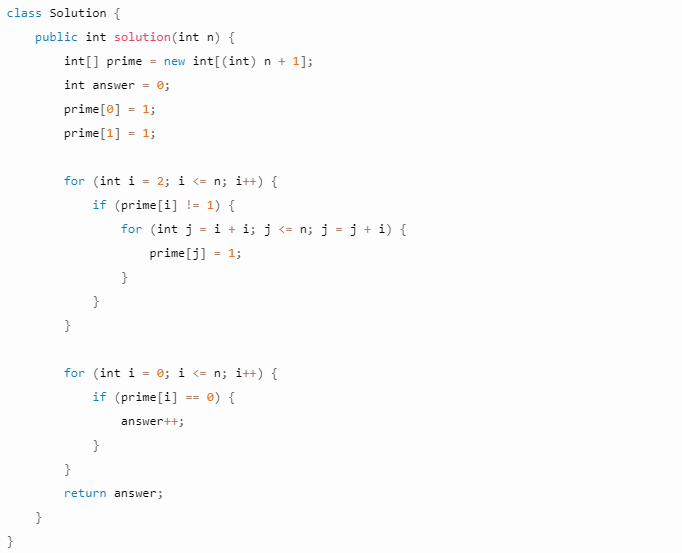 class Solution {
    public int solution(int n) {
        int[] prime = new int[(int) n + 1];
        int answer = 0;
        prime[0] = 1;
        prime[1] = 1;

        for (int i = 2; i <= n; i++) {
            if (prime[i] != 1) {
                for (int j = i + i; j <= n; j = j + i) {
                    prime[j] = 1;
                }
            }
        }

        for (int i = 0; i <= n; i++) {
            if (prime[i] == 0) {
                answer++;
            }
        }
        return answer;
    }
}